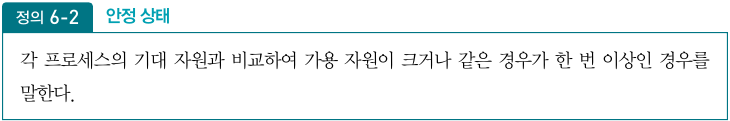 정의 6-2 안정 상태
각 프로세스의 기대 자원과 비교하여 가용 자원이 크거나 같은 경우가 한 번 이상인 경우를
말한다.